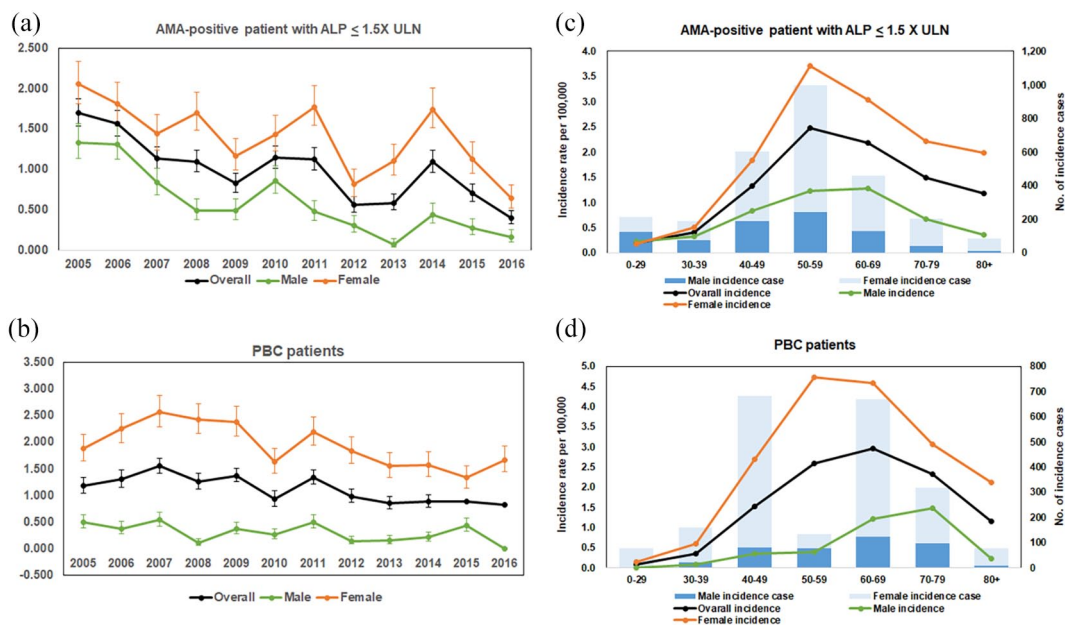 (a)
AMA-positive patient with ALP ≤ 1.5X ULN
2.500
2.000
1.500
1.000
0.500
0.000
2005 2006 2007 2008 2009 2010 2011 2012 2013 2014 2015 2016
Overall Male Female
(b)
PBC patients
3.500
3.000
2.500
2.000
1.500
1.000
0.500
0.000
-0.500
2005 2006 2007 2008 2009 2010 2011 2012 2013 2014 2015 2016
Overall Male Female
(c)
AMA-positive patient with ALP ≤ 1.5 X ULN
Incidence rate per 100,000
4.0
3.5
3.0
2.5
2.0
1.5
1.0
0.5
0.0
1,200
1,000
800
600
400
200
0
No. of incidence cases
0-29 30-39 40-49 50-59 60-69 70-79 80+
Male incidence case Female incidence case
Ovarall incidence Male incidence
Female incidence
(d)
PBC patients
Incidence rate per 100,000
5.0
4.5
4.0
3.5
3.0
2.5
2.0
1.5
1.0
0.5
0.0
800
700
600
500
400
300
200
100
0
No. of incidence cases
0-29 30-39 40-49 50-59 60-69 70-79 80+
Male incidence case Female incidence case
Ovarall incidence Male incidence
Female incidence